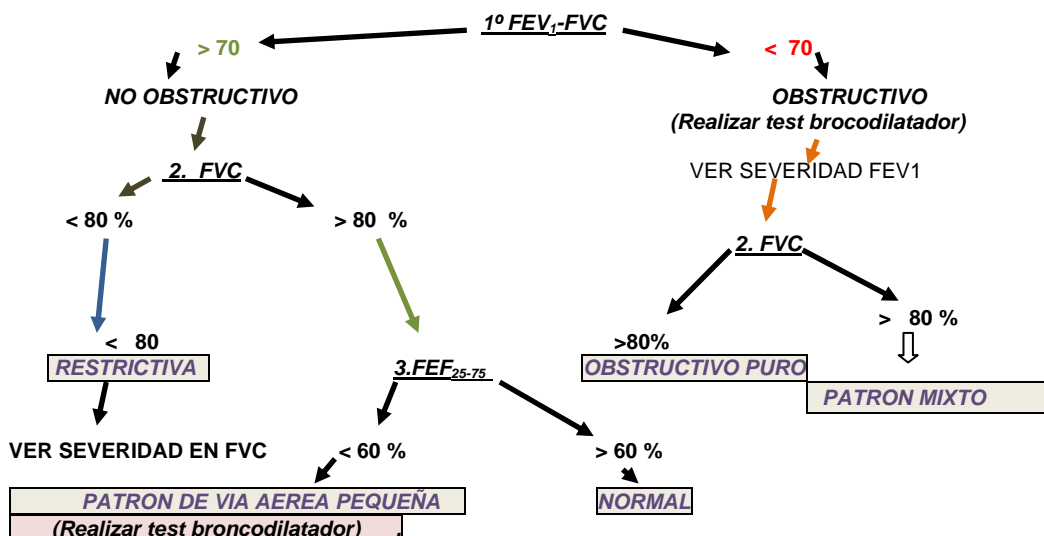 1º FEV1-FVC
> 70
< 70
NO OBSTRUCTIVO
OBSTRUCTIVO
(Realizar test brocodilatador)
VER SEVERIDAD FEV1
2. FVC
< 80 %
> 80 %
2. FVC
> 80 %
< 80
>80%
RESTRICTIVA
3.FEF25-75
OBSTRUCTIVO PURO
PATRON MIXTO
VER SEVERIDAD EN FVC
< 60 %
> 60 %
PATRON DE VIA AEREA PEQUEÑA
NORMAL
(Realizar test broncodilatador) .